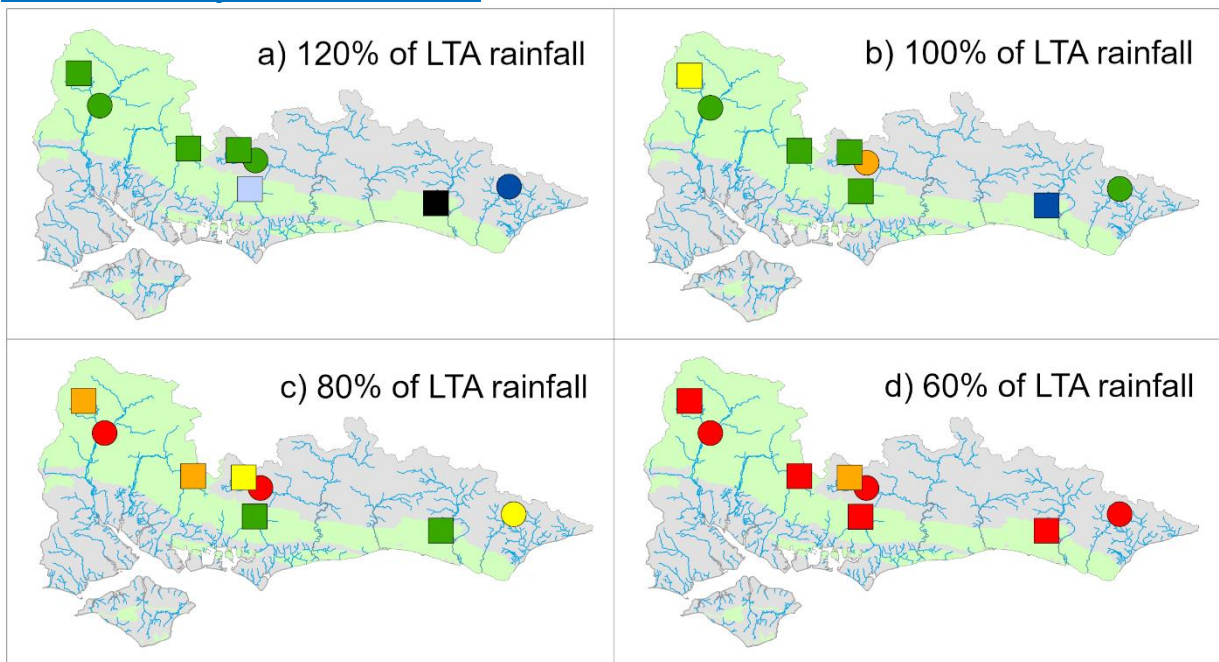 a) 120% of LTA rainfall
b) 100% of LTA rainfall
c) 80% of LTA rainfall
d) 60% of LTA rainfall